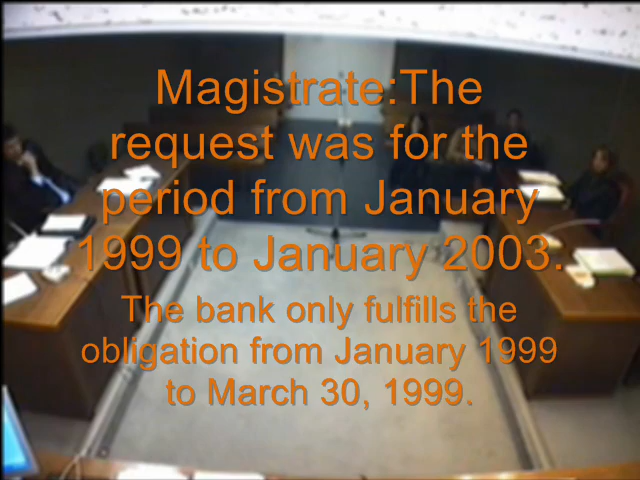 Magistrate:The
request was for the
period from January
1999 to January 2003.
The bank only fulfills the
obligation from January 1999
to March 30, 1999.